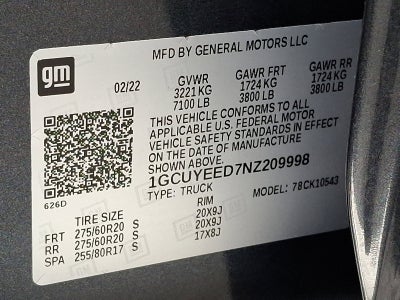 gm
MFD BY GENERAL MOTORS LLC
02/22 GVWR GAWR FRT GAWR RR
3221 KG 1724 KG 1724 KG
7100 LB 3800 LB 3800 LB
THIS VEHICLE CONFORMS TO ALL
APPLICABLE U.S. FEDERAL MOTOR
VEHICLE SAFETY STANDARDS IN EFFECT
ON THE DATE OF MANUFACTURE
SHOWN ABOVE.
1GCUYEED7NZ209998
626D
TYPE: TRUCK MODEL: 78CK10543
TIRE SIZE RIM
FRT 275/60R20 S 20X9J
RR 275/60R20 S 20X9J
SPA 255/80R17 S 17X8J